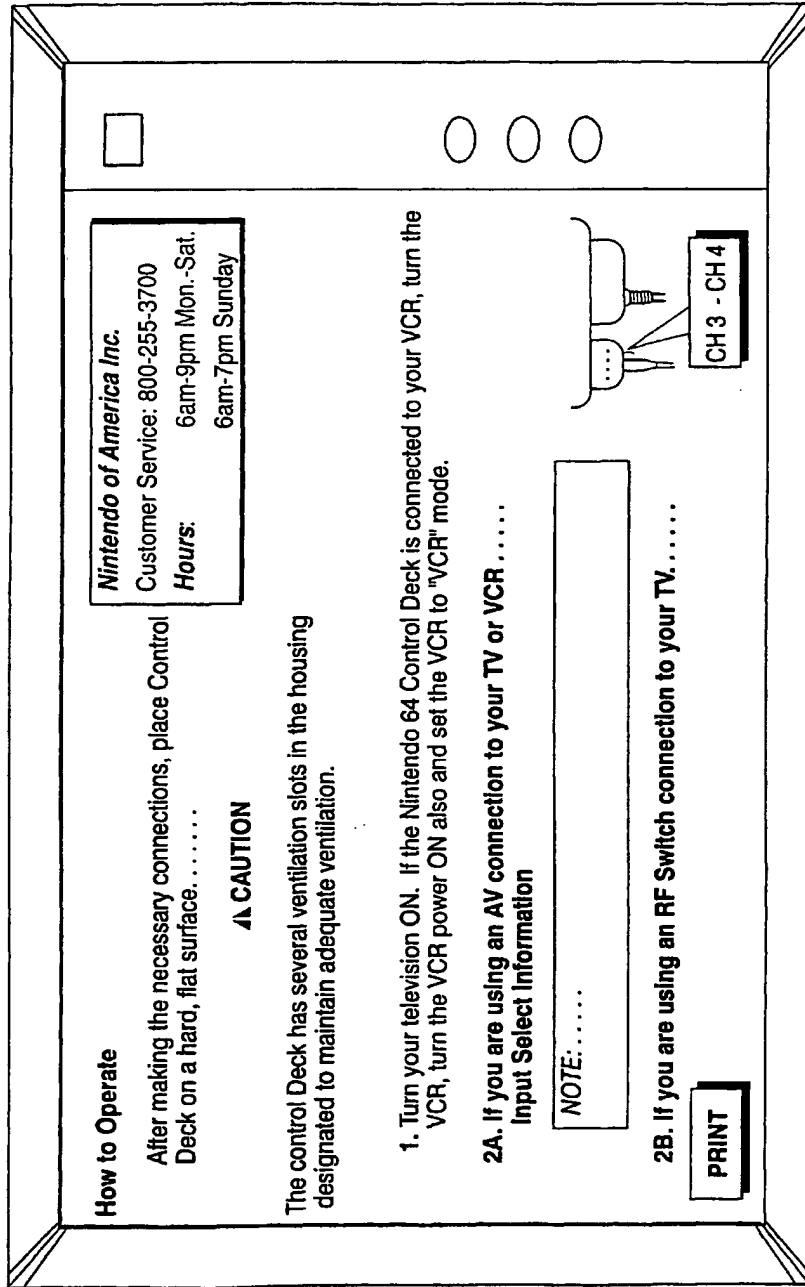 How to Operate
Nintendo of America Inc.
Customer Service: 800-255-3700
Hours: 6am-9pm Mon.-Sat.
6am-7pm Sunday
After making the necessary connections, place Control
Deck on a hard, flat surface.......
CAUTION
The control Deck has several ventilation slots in the housing
designated to maintain adequate ventilation.
1. Turn your television ON. If the Nintendo 64 Control Deck is connected to your VCR, turn the
VCR, turn the VCR power ON also and set the VCR to "VCR" mode.
2A. If you are using an AV connection to your TV or VCR.....
Input Select Information
NOTE:.....
2B. If you are using an RF Switch connection to your TV......
CH 3 - CH 4
PRINT